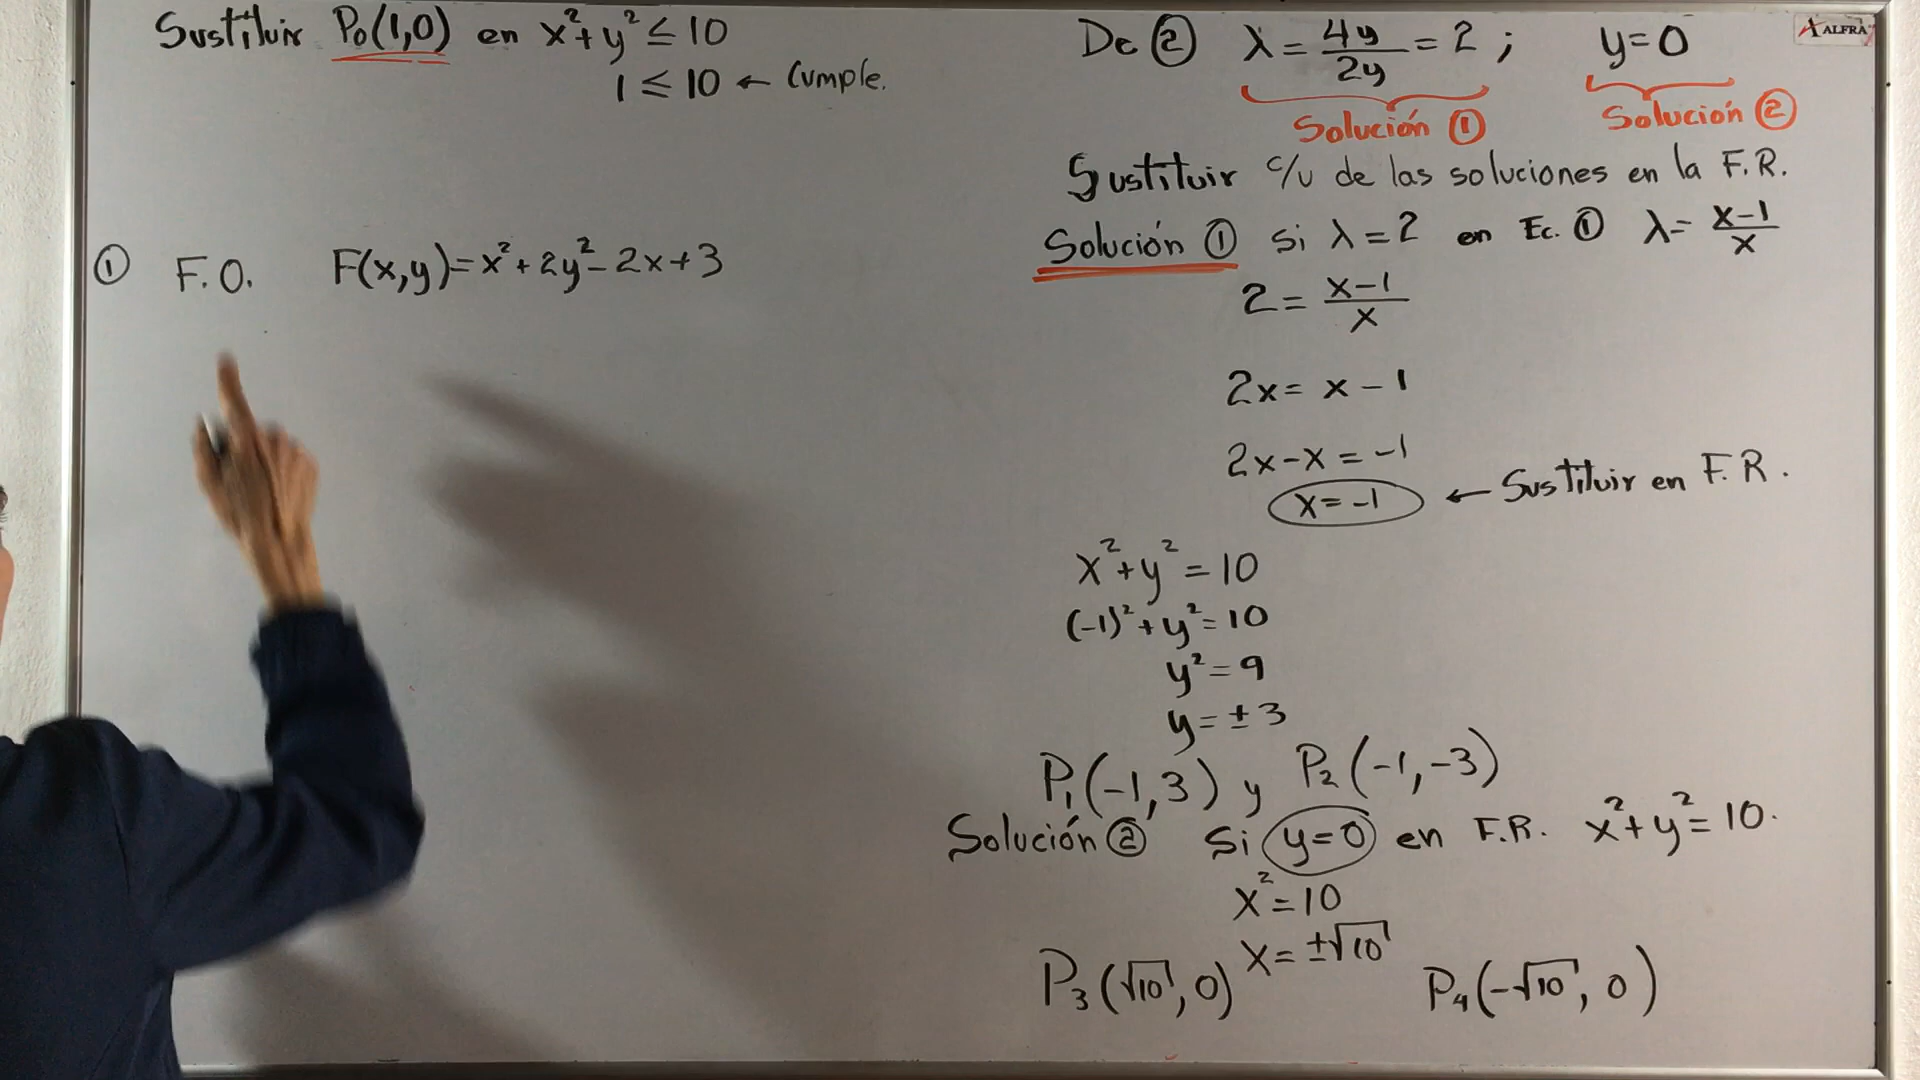 Sustituir P₀(1,0) en x²+y² ≤ 10
1 ≤ 10 ← Cumple.
① F.O. F(x,y)=x²+2y²-2x+3
De ② λ = 4y/2y = 2 ; y=0
Solución ① Solución ②
ALFRA
Sustituir c/u de las soluciones en la F.R.
Solución ① Si λ=2 en Ec. ① λ= x-1/x
2 = x-1/x
2x = x - 1
2x-x = -1
x=-1 ← Sustituir en F.R.
x²+y² = 10
(-1)²+y² = 10
y² = 9
y = ±3
P₁(-1,3) y P₂(-1,-3)
Solución ② Si y=0 en F.R. x²+y²=10.
x²=10
x= ±√10
P₃(√10, 0) P₄(-√10, 0)